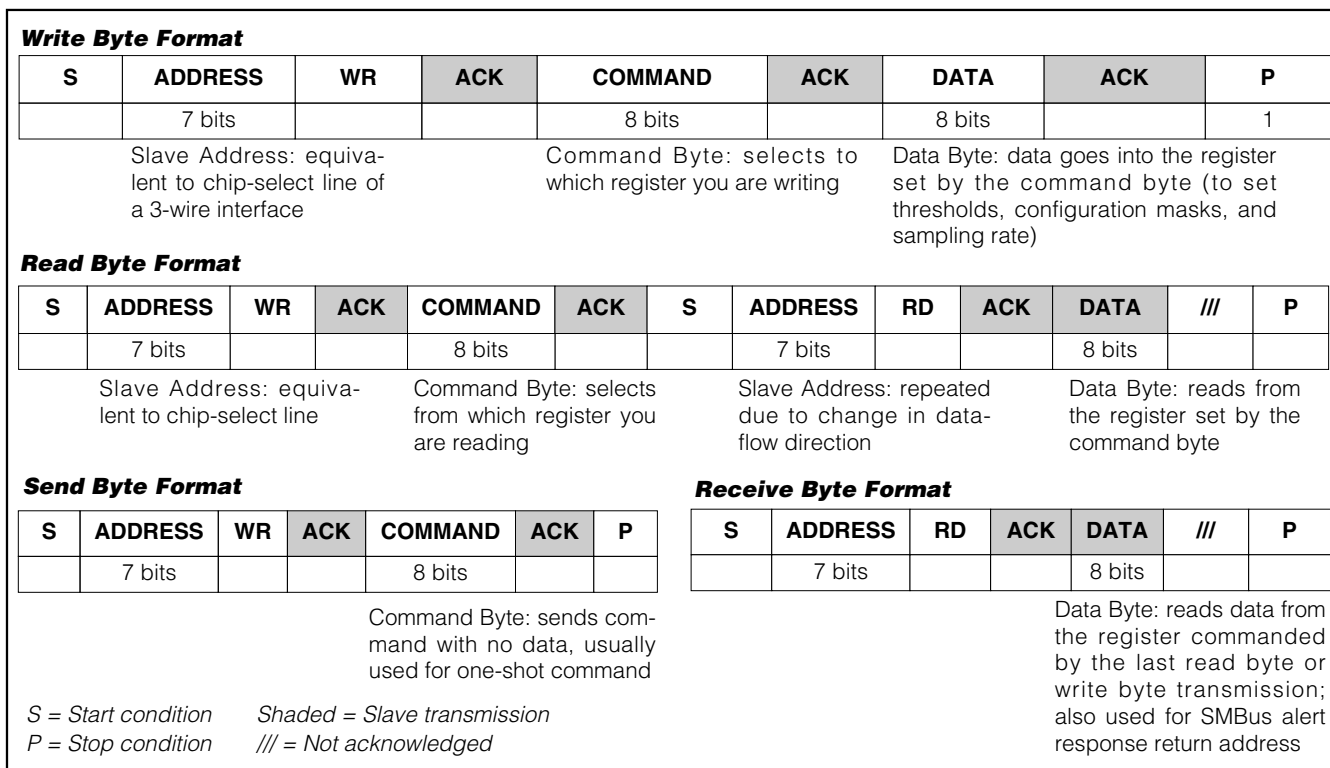 Write Byte Format
S ADDRESS WR ACK COMMAND ACK DATA ACK P
7 bits 8 bits 8 bits 1
Slave Address: equiva-
lent to chip-select line of
a 3-wire interface
Command Byte: selects to
which register you are writing
Data Byte: data goes into the register
set by the command byte (to set
thresholds, configuration masks, and
sampling rate)
Read Byte Format
S ADDRESS WR ACK COMMAND ACK S ADDRESS RD ACK DATA /// P
7 bits 8 bits 7 bits 8 bits
Slave Address: equiva-
lent to chip-select line
Command Byte: selects
from which register you
are reading
Slave Address: repeated
due to change in data-
flow direction
Data Byte: reads from
the register set by the
command byte
Send Byte Format
S ADDRESS WR ACK COMMAND ACK P
7 bits 8 bits
Command Byte: sends com-
mand with no data, usually
used for one-shot command
Receive Byte Format
S ADDRESS RD ACK DATA /// P
7 bits 8 bits
Data Byte: reads data from
the register commanded
by the last read byte or
write byte transmission;
also used for SMBus alert
response return address
S = Start condition Shaded = Slave transmission
P = Stop condition /// = Not acknowledged